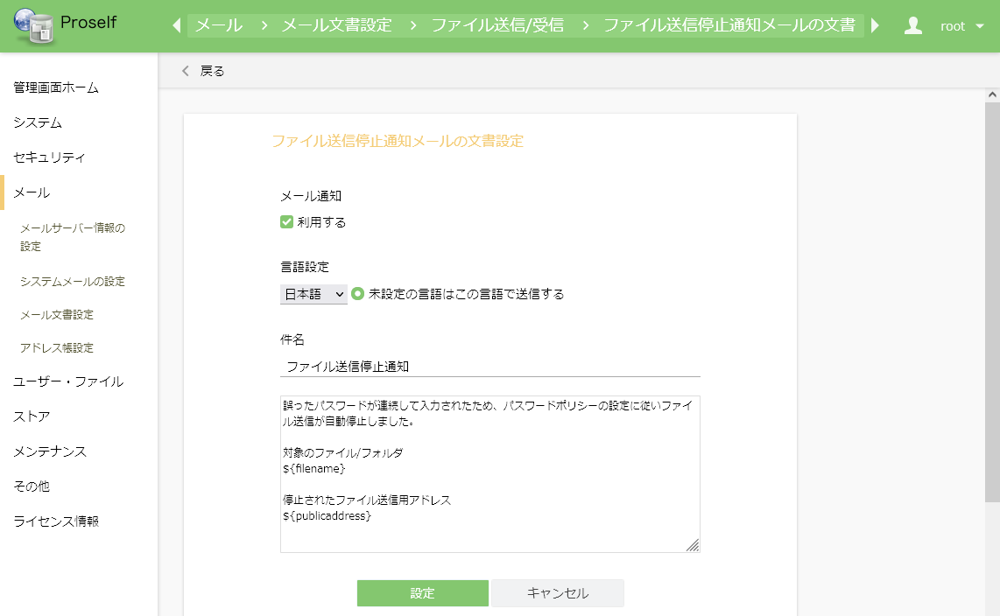 Proself
メール
メール文書設定
ファイル送信/受信
ファイル送信停止通知メールの文書
root
戻る
管理画面ホーム
システム
セキュリティ
メール
メールサーバー情報の
設定
システムメールの設定
メール文書設定
アドレス帳設定
ユーザー・ファイル
ストア
メンテナンス
その他
ライセンス情報
ファイル送信停止通知メールの文書設定
メール通知
利用する
言語設定
日本語 未設定の言語はこの言語で送信する
件名
ファイル送信停止通知
誤ったパスワードが連続して入力されたため、パスワードポリシーの設定に従いファイ
ル送信が自動停止しました。
対象のファイル/フォルダ
${filename}
停止されたファイル送信用アドレス
${publicaddress}
設定
キャンセル